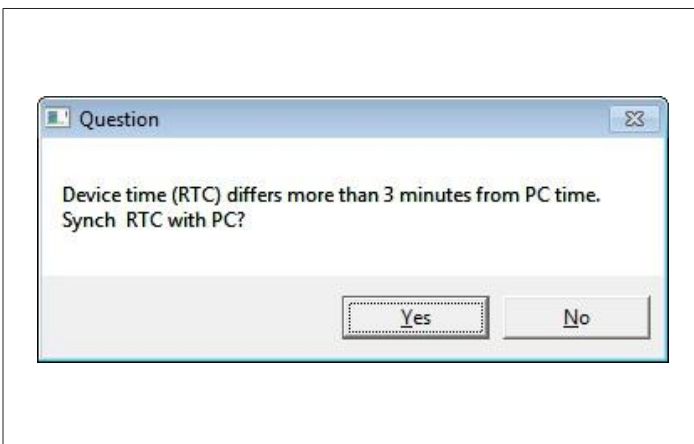 Question
Device time (RTC) differs more than 3 minutes from PC time.
Synch  RTC with PC?
Yes
No